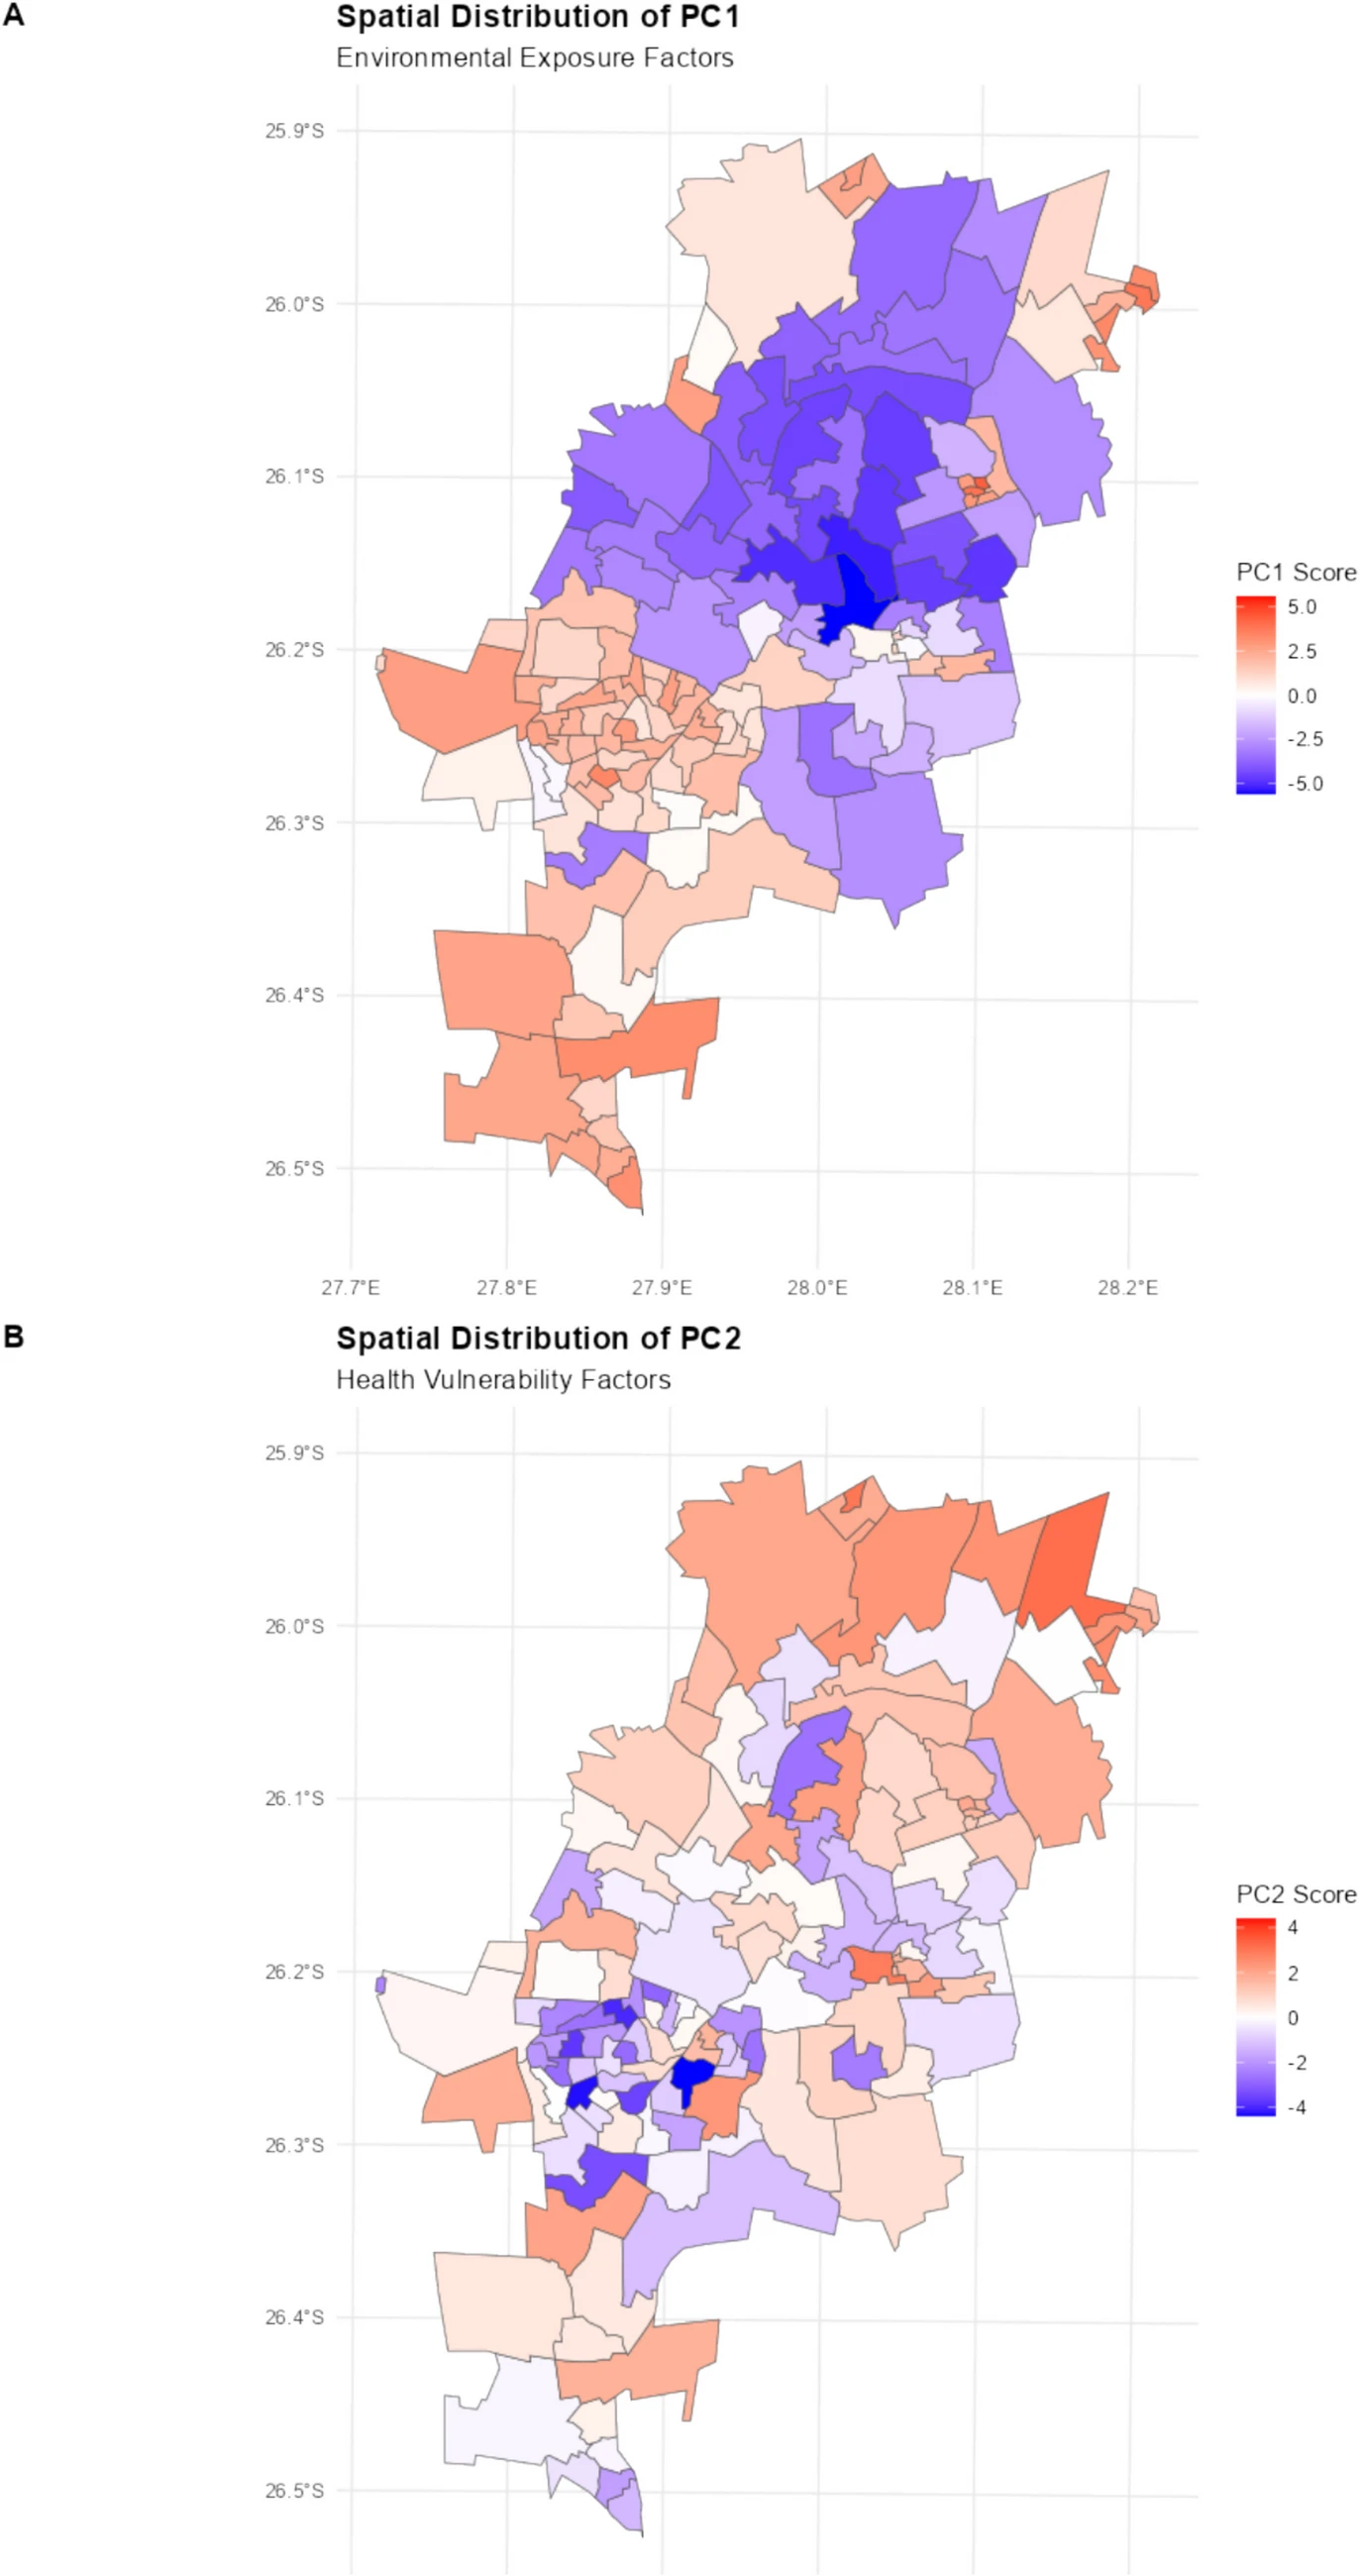 A
Spatial Distribution of PC1
Environmental Exposure Factors
25.9°S
26.0°S
26.1°S
26.2°S
26.3°S
26.4°S
26.5°S
27.7°E 27.8°E 27.9°E 28.0°E 28.1°E 28.2°E
PC1 Score
5.0
2.5
0.0
-2.5
-5.0
B
Spatial Distribution of PC2
Health Vulnerability Factors
25.9°S
26.0°S
26.1°S
26.2°S
26.3°S
26.4°S
26.5°S
PC2 Score
4
2
0
-2
-4